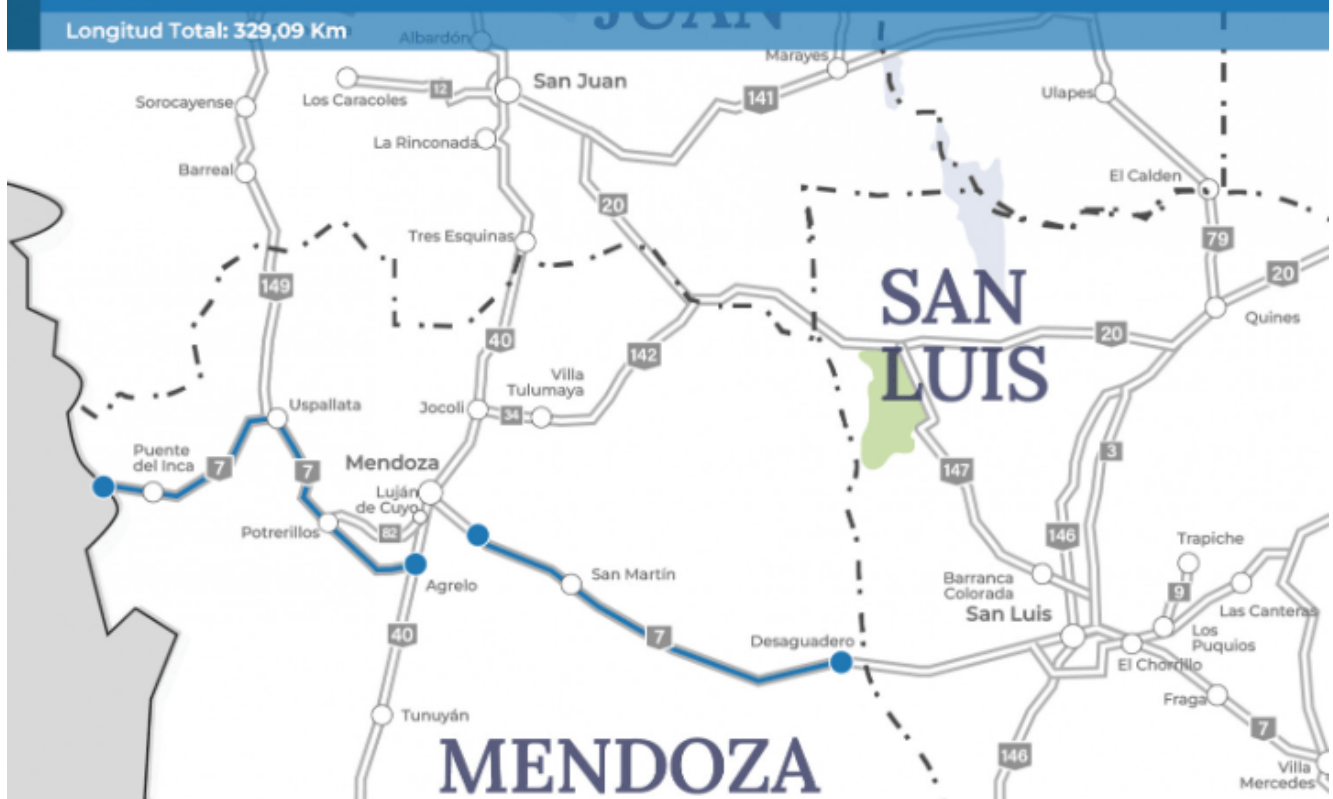 JUAN
Longitud Total: 329,09 Km
Albardón
Marayes
Sorocayense
Los Caracoles
12
San Juan
141
Ulapes
La Rinconada
Barreal
El Calden
20
Tres Esquinas
79
149
SAN
LUIS
20
Quines
40
142
20
Villa
Tulumaya
Uspallata
Jocoli
34
3
Puente
del Inca
7
7
Mendoza
147
Luján
de Cuyo
82
Potrerillos
146
Trapiche
Agrelo
San Martín
Barranca
Colorada
9
Las Canteras
San Luis
Los
Puquios
40
7
Desaguadero
El Chorrillo
Fraga
Tunuyán
7
MENDOZA
146
Villa
Mercedes